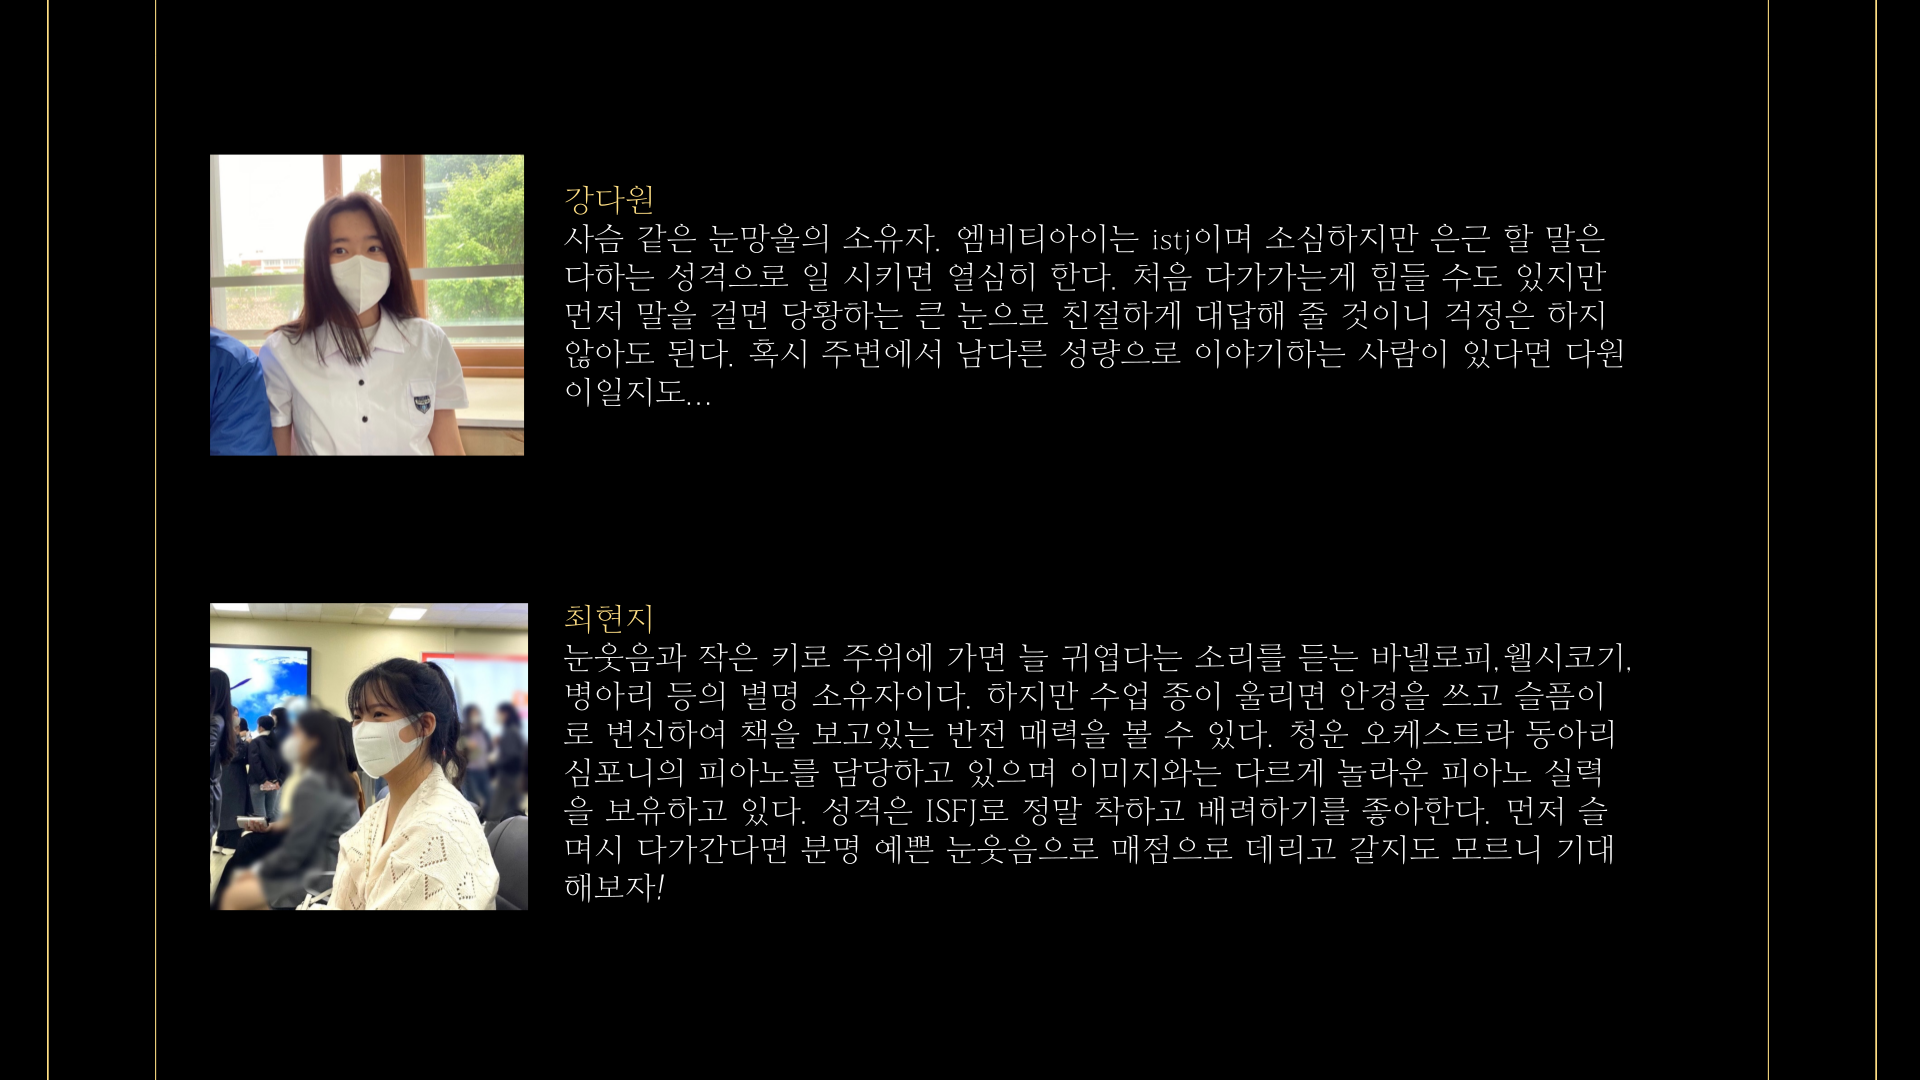 강다원
사슴 같은 눈망울의 소유자. 엠비티아이는 istj이며 소심하지만 은근 할 말은
다하는 성격으로 일 시키면 열심히 한다. 처음 다가가는게 힘들 수도 있지만
먼저 말을 걸면 당황하는 큰 눈으로 친절하게 대답해 줄 것이니 걱정은 하지
않아도 된다. 혹시 주변에서 남다른 성량으로 이야기하는 사람이 있다면 다원
이일지도...
최현지
눈웃음과 작은 키로 주위에 가면 늘 귀엽다는 소리를 듣는 바넬로피,웰시코기,
병아리 등의 별명 소유자이다. 하지만 수업 종이 울리면 안경을 쓰고 슬픔이
로 변신하여 책을 보고있는 반전 매력을 볼 수 있다. 청운 오케스트라 동아리
심포니의 피아노를 담당하고 있으며 이미지와는 다르게 놀라운 피아노 실력
을 보유하고 있다. 성격은 ISFJ로 정말 착하고 배려하기를 좋아한다. 먼저 슬
며시 다가간다면 분명 예쁜 눈웃음으로 매점으로 데리고 갈지도 모르니 기대
해보자!